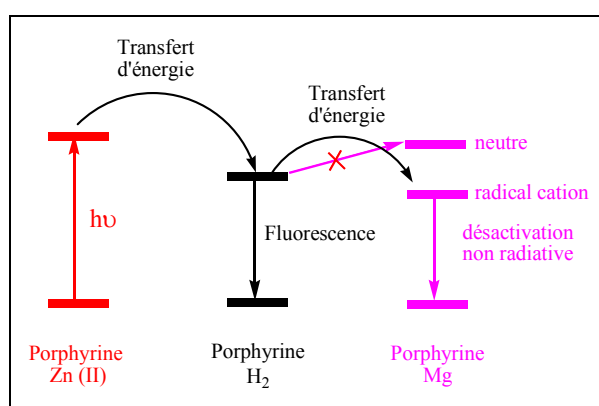 Transfert
d'énergie
Transfert
d'énergie
neutre
radical cation
hυ
Fluorescence
désactivation
non radiative
Porphyrine
Zn (II)
Porphyrine
H₂
Porphyrine
Mg